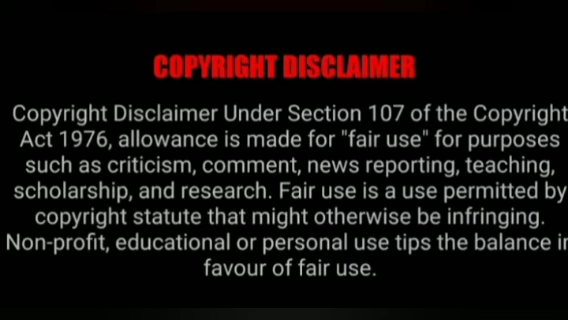 COPYRIGHT DISCLAIMER
Copyright Disclaimer Under Section 107 of the Copyright
Act 1976, allowance is made for "fair use" for purposes
such as criticism, comment, news reporting, teaching,
scholarship, and research. Fair use is a use permitted by
copyright statute that might otherwise be infringing.
Non-profit, educational or personal use tips the balance in
favour of fair use.